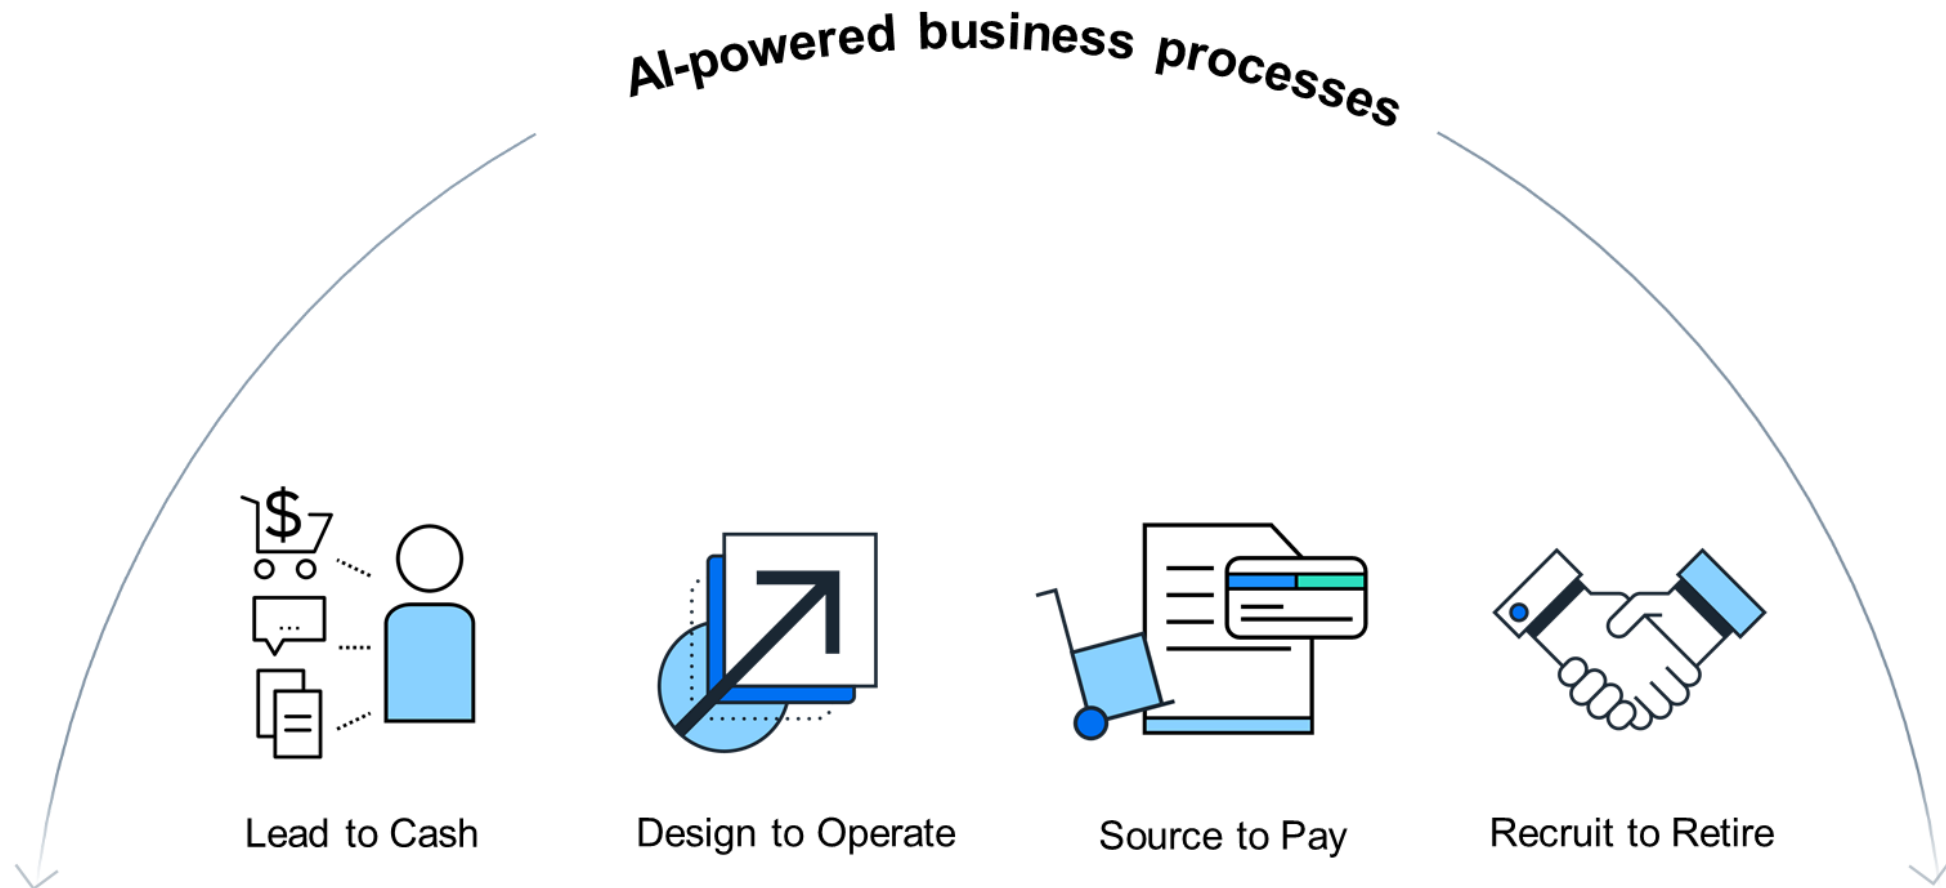 AI-powered business processes
$
...
Lead to Cash
Design to Operate
Source to Pay
Recruit to Retire